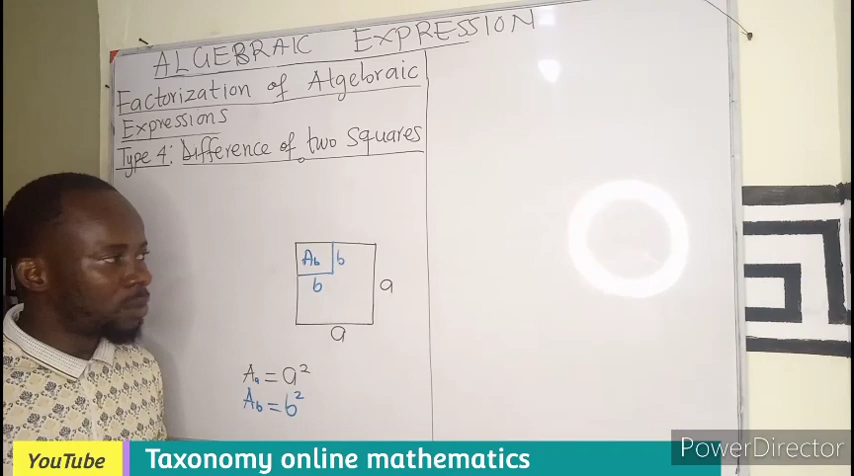 ALGEBRAIC EXPRESSION
Factorization of Algebraic
Expressions
Type 4: Difference of two Squares
Ab b
b
a
a
Aa = a²
Ab = b²
PowerDirector
YouTube Taxonomy online mathematics